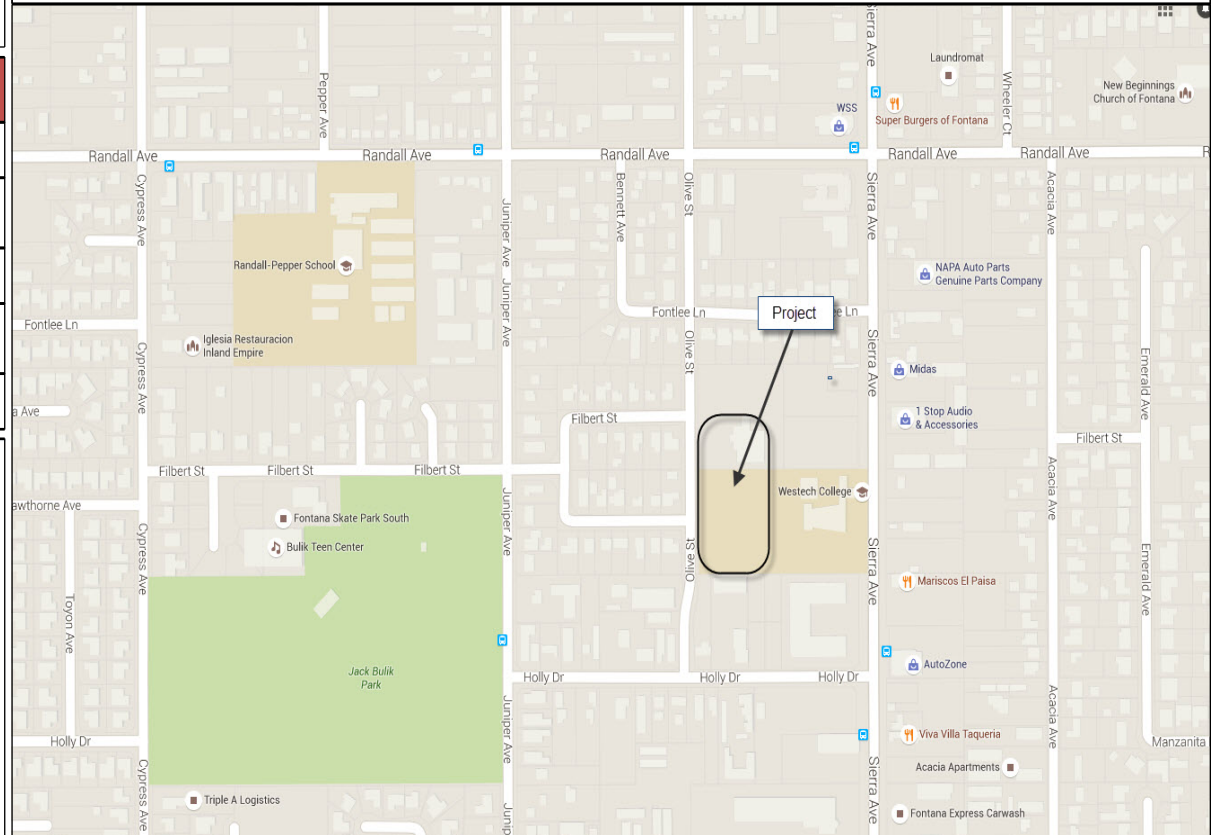 Sierra Ave
Laundromat
Pepper Ave
Wheeler Ct
New Beginnings
Church of Fontana
WSS
Super Burgers of Fontana
Randall Ave
Randall Ave
Randall Ave
Randall Ave
Randall Ave
R
Cypress Ave
Bennett Ave
Olive St
Sierra Ave
Acacia Ave
Juniper Ave
Randall-Pepper School
NAPA Auto Parts
Genuine Parts Company
Juniper Ave
Fontlee Ln
Fontlee Ln
Project
ee Ln
Iglesia Restauracion
Inland Empire
Olive St
Sierra Ave
Cypress Ave
Emerald Ave
Midas
a Ave
Filbert St
1 Stop Audio
& Accessories
Filbert St
Filbert St
Filbert St
Filbert St
Acacia Ave
Westech College
awthorne Ave
Juniper Ave
Fontana Skate Park South
Cypress Ave
Bulik Teen Center
Olive St
Sierra Ave
Emerald Ave
Mariscos El Paisa
Toyon Ave
AutoZone
Jack Bulik
Park
Holly Dr
Holly Dr
Holly Dr
Juniper Ave
Acacia Ave
Viva Villa Taqueria
Holly Dr
Manzanita
Cypress Ave
Sierra Ave
Acacia Apartments
Triple A Logistics
Junip
Fontana Express Carwash